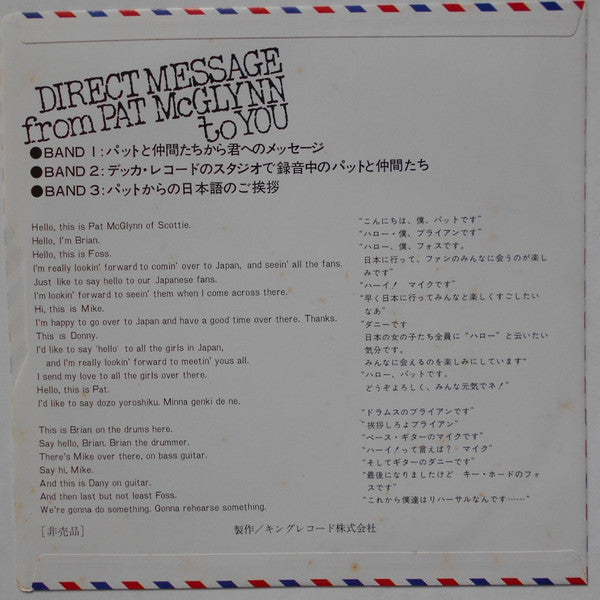 DIRECT MESSAGE
from PAT McGLYNN
to YOU
●BAND 1:パットと仲間たちから君へのメッセージ
●BAND 2:デッカ・レコードのスタジオで録音中のパットと仲間たち
●BAND 3:パットからの日本語のご挨拶
Hello, this is Pat McGlynn of Scottie.
Hello, I'm Brian.
Hello, this is Foss.
I'm really lookin' forward to comin' over to Japan, and seein' all the fans.
Just like to say hello to our Japanese fans.
I'm lookin' forward to seein' them when I come across there.
Hi, this is Mike.
I'm happy to go over to Japan and have a good time over there. Thanks.
This is Donny.
I'd like to say 'hello' to all the girls in Japan,
and I'm really lookin' forward to meetin' yous all.
I send my love to all the girls over there.
Hello, this is Pat.
I'd like to say dozo yoroshiku. Minna genki de ne.
This is Brian on the drums here.
Say hello, Brian. Brian the drummer.
There's Mike over there, on bass guitar.
Say hi, Mike.
And this is Dany on guitar.
And then last but not least Foss.
We're gonna do something. Gonna rehearse something.
"こんにちは、僕、パットです"
"ハロー・僕、ブライアンです"
"ハロー、僕、フォスです。
日本に行って、ファンのみんなに会うのが楽し
みです"
"ハーイ! マイクです"
"早く日本に行ってみんなと楽しくすごしたい
なあ"
"ダニーです
日本の女の子たち全員に"ハロー"と云いたい
気分です。
みんなに会えるのを楽しみにしています"
"ハロー、パットです。
どうぞよろしく、みんな元気でネ!"
"ドラムスのブライアンです"
"挨拶しろよブライアン"
"ベース・ギターのマイクです"
"ハーイ!って言えば? マイク"
"そしてギターのダニーです"
"最後になりましたけど キー・ボードのフォ
スです"
"これから僕達はリハーサルなんです……"
[非売品]
製作/キングレコード株式会社